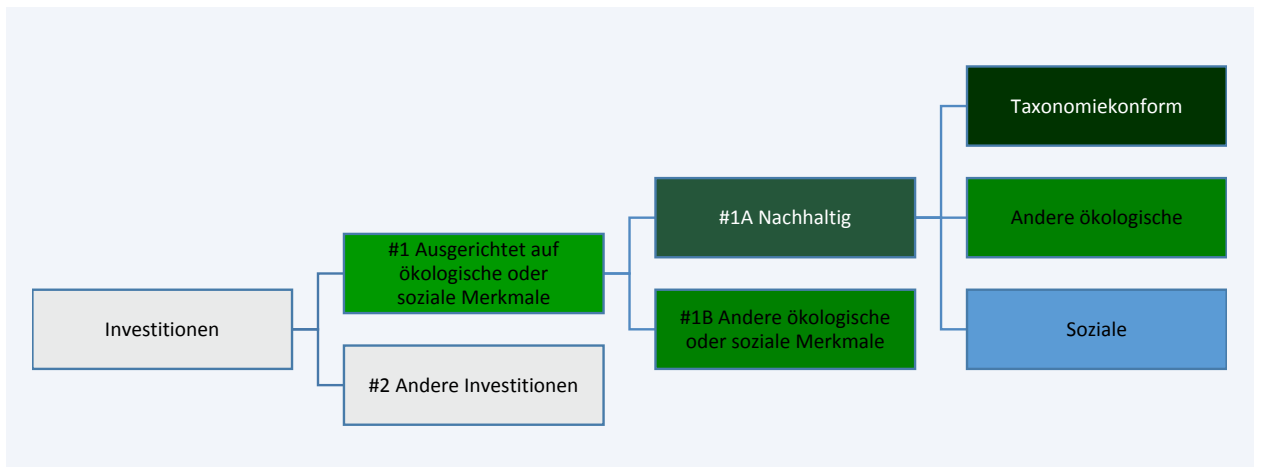 Investitionen
#1 Ausgerichtet auf
ökologische oder
soziale Merkmale
#2 Andere Investitionen
#1A Nachhaltig
#1B Andere ökologische
oder soziale Merkmale
Taxonomiekonform
Andere ökologische
Soziale